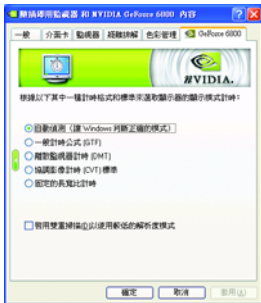 隨插即用監視器 和 NVIDIA GeForce 6800 內容
一般
介面卡
監視器
疑難排解
色彩管理
GeForce 6800
NVIDIA.
根據以下其中一種計時格式和標準來選取顯示器的顯示模式計時:
自動偵測 (讓 Windows 判斷正確的模式)
一般計時公式 (GTF)
離散監視器計時 (DMT)
協調影像計時 (CVT) 標準
固定的長寬比計時
啟用雙重掃描(D)以使用較低的解析度模式
確定
取消
套用(A)